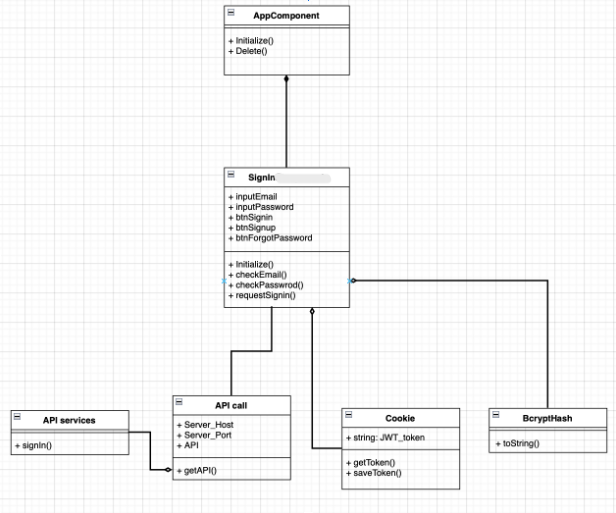 AppComponent
+ Initialize()
+ Delete()
SignIn
+ inputEmail
+ inputPassword
+ btnSignin
+ btnSignup
+ btnForgotPassword
+ Initialize()
+ checkEmail()
+ checkPasswrod()
+ requestSignin()
API services
+ signIn()
API call
+ Server_Host
+ Server_Port
+ API
+ getAPI()
Cookie
+ string: JWT_token
+ getToken()
+ saveToken()
BcryptHash
+ toString()